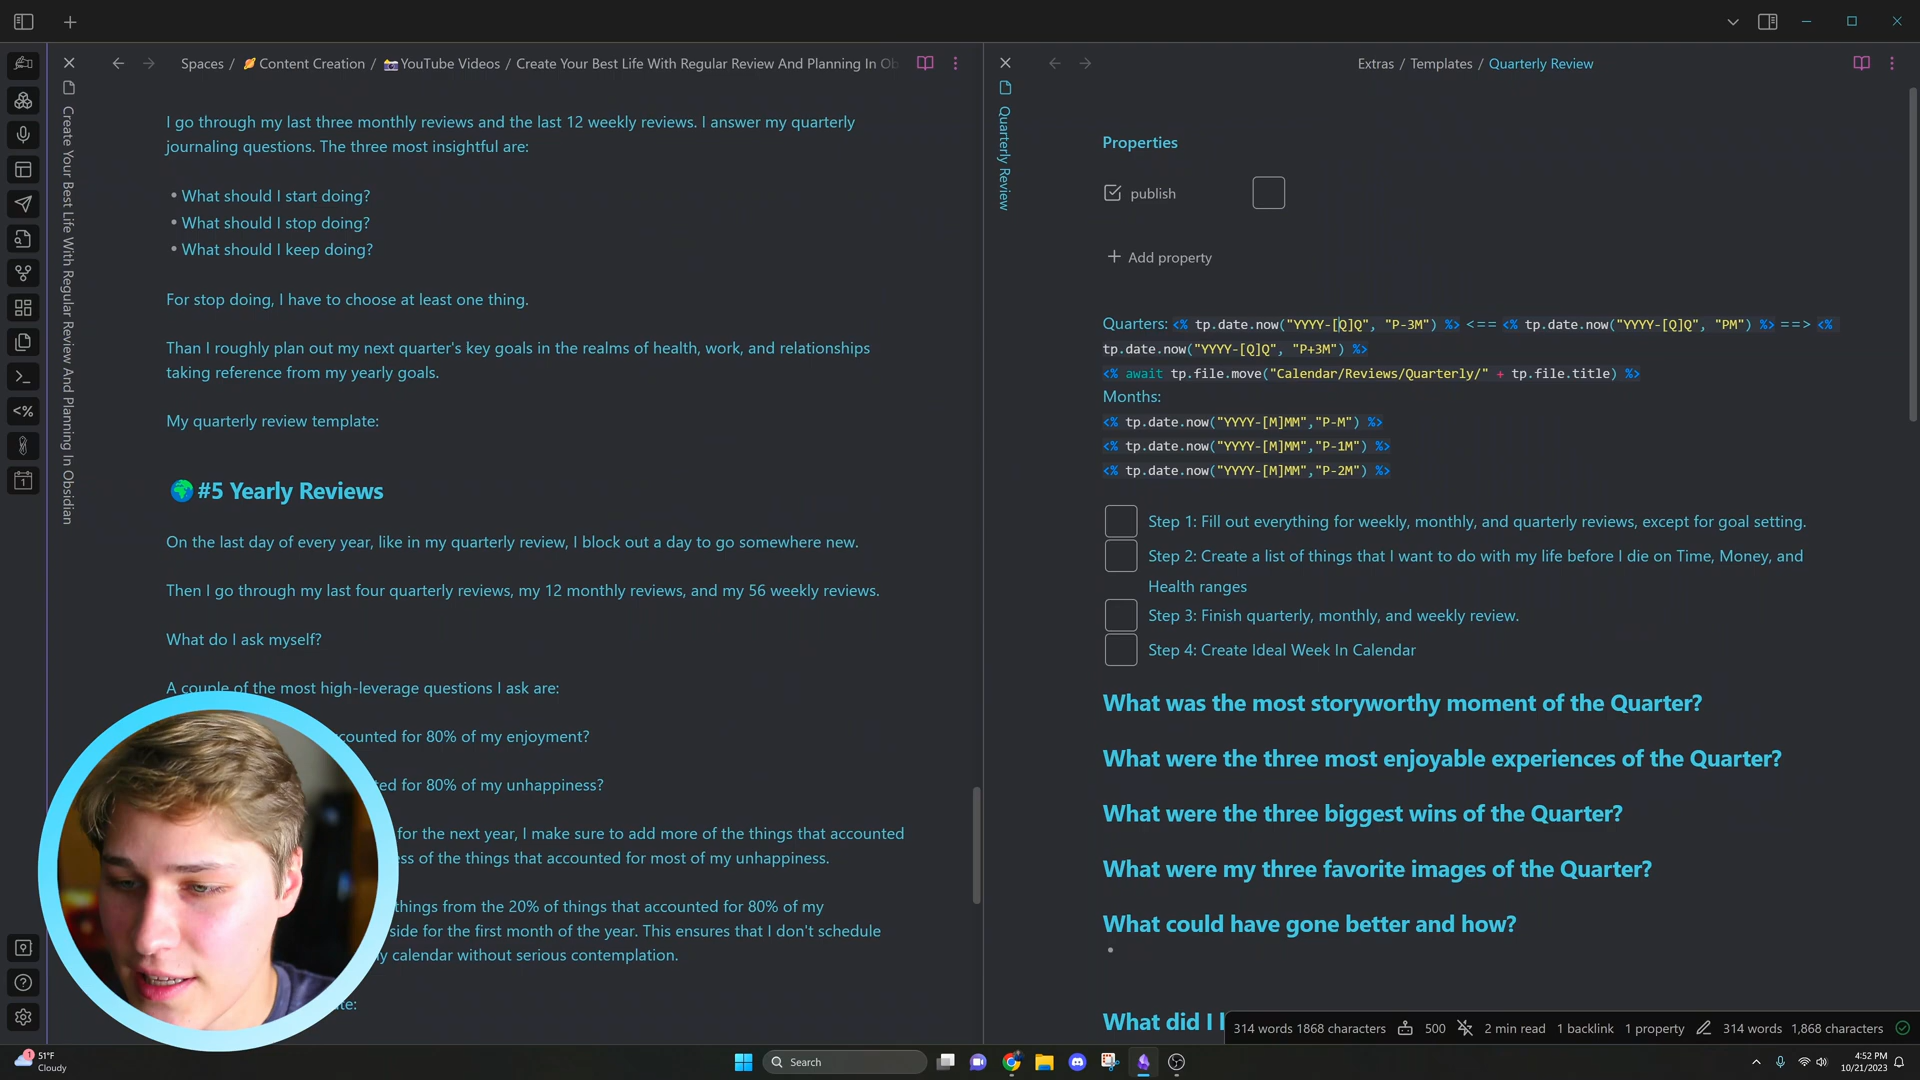 Spaces / Content Creation / YouTube Videos / Create Your Best Life With Regular Review And Planning In Ob
Create Your Best Life With Regular Review And Planning In Obsidian
I go through my last three monthly reviews and the last 12 weekly reviews. I answer my quarterly
journaling questions. The three most insightful are:
• What should I start doing?
• What should I stop doing?
• What should I keep doing?
For stop doing, I have to choose at least one thing.
Than I roughly plan out my next quarter's key goals in the realms of health, work, and relationships
taking reference from my yearly goals.
My quarterly review template:
#5 Yearly Reviews
On the last day of every year, like in my quarterly review, I block out a day to go somewhere new.
Then I go through my last four quarterly reviews, my 12 monthly reviews, and my 56 weekly reviews.
What do I ask myself?
A couple of the most high-leverage questions I ask are:
counted for 80% of my enjoyment?
ted for 80% of my unhappiness?
for the next year, I make sure to add more of the things that accounted
ess of the things that accounted for most of my unhappiness.
things from the 20% of things that accounted for 80% of my
side for the first month of the year. This ensures that I don't schedule
y calendar without serious contemplation.
ate:
Extras / Templates / Quarterly Review
Quarterly Review
Properties
publish
Add property
Quarters: <% tp.date.now("YYYY-[Q]Q", "P-3M") %> <== <% tp.date.now("YYYY-[Q]Q", "PM") %> ==> <%
tp.date.now("YYYY-[Q]Q", "P+3M") %>
<% await tp.file.move("Calendar/Reviews/Quarterly/" + tp.file.title) %>
Months:
<% tp.date.now("YYYY-[M]MM","P-M") %>
<% tp.date.now("YYYY-[M]MM","P-1M") %>
<% tp.date.now("YYYY-[M]MM","P-2M") %>
Step 1: Fill out everything for weekly, monthly, and quarterly reviews, except for goal setting.
Step 2: Create a list of things that I want to do with my life before I die on Time, Money, and
Health ranges
Step 3: Finish quarterly, monthly, and weekly review.
Step 4: Create Ideal Week In Calendar
What was the most storyworthy moment of the Quarter?
What were the three most enjoyable experiences of the Quarter?
What were the three biggest wins of the Quarter?
What were my three favorite images of the Quarter?
What could have gone better and how?
•
What did I l
314 words 1868 characters 500 2 min read 1 backlink 1 property 314 words 1,868 characters
1 51°F
Cloudy
Search
4:52 PM
10/21/2023